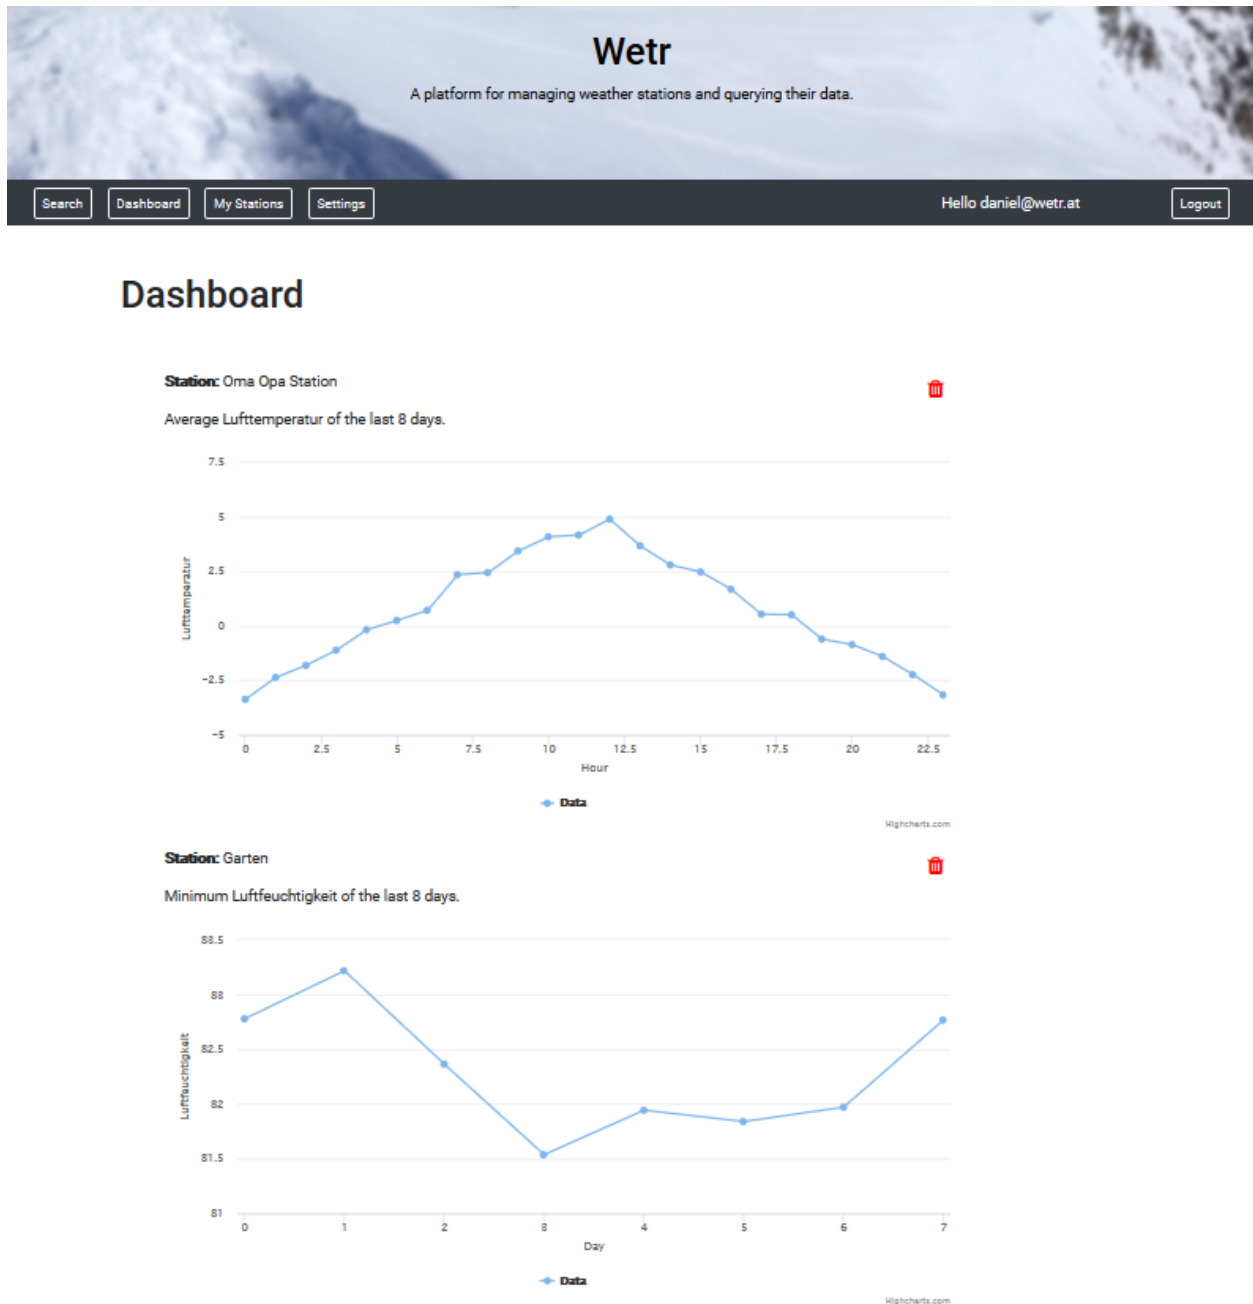 Wetr
A platform for managing weather stations and querying their data.
Search Dashboard My Stations Settings Hello daniel@wetr.at Logout
Dashboard
Station: Oma Opa Station
Average Lufttemperatur of the last 8 days.
7.5
5
2.5
0
-2.5
-5
Lufttemperatur
0 2.5 5 7.5 10 12.5 15 17.5 20 22.5
Hour
Data
Highcharts.com
Station: Garten
Minimum Luftfeuchtigkeit of the last 8 days.
83.5
83
82.5
82
81.5
81
Luftfeuchtigkeit
0 1 2 3 4 5 6 7
Day
Data
Highcharts.com